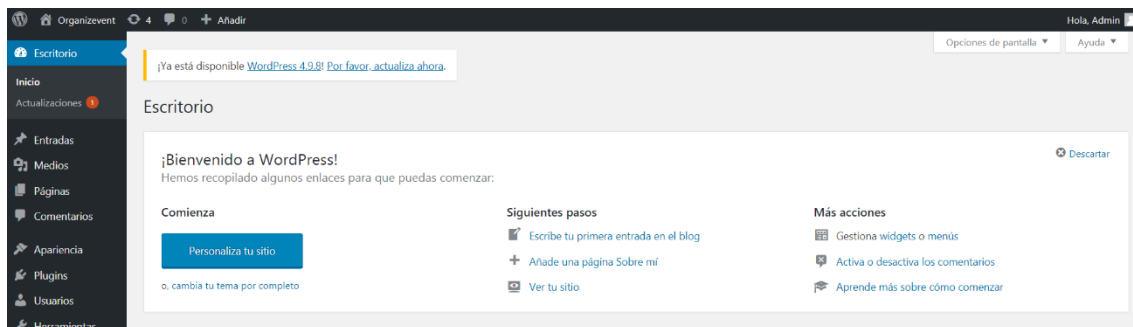 Organizevent 4 0 Añadir Hola, Admin
Opciones de pantalla Ayuda
Escritorio
Inicio
Actualizaciones 1
Entradas
Medios
Páginas
Comentarios
Apariencia
Plugins
Usuarios
Herramientas
¡Ya está disponible WordPress 4.9.8! Por favor, actualiza ahora.
Escritorio
¡Bienvenido a WordPress!
Descartar
Hemos recopilado algunos enlaces para que puedas comenzar:
Comienza
Personaliza tu sitio
o, cambia tu tema por completo
Siguientes pasos
Escribe tu primera entrada en el blog
Añade una página Sobre mí
Ver tu sitio
Más acciones
Gestiona widgets o menús
Activa o desactiva los comentarios
Aprende más sobre cómo comenzar